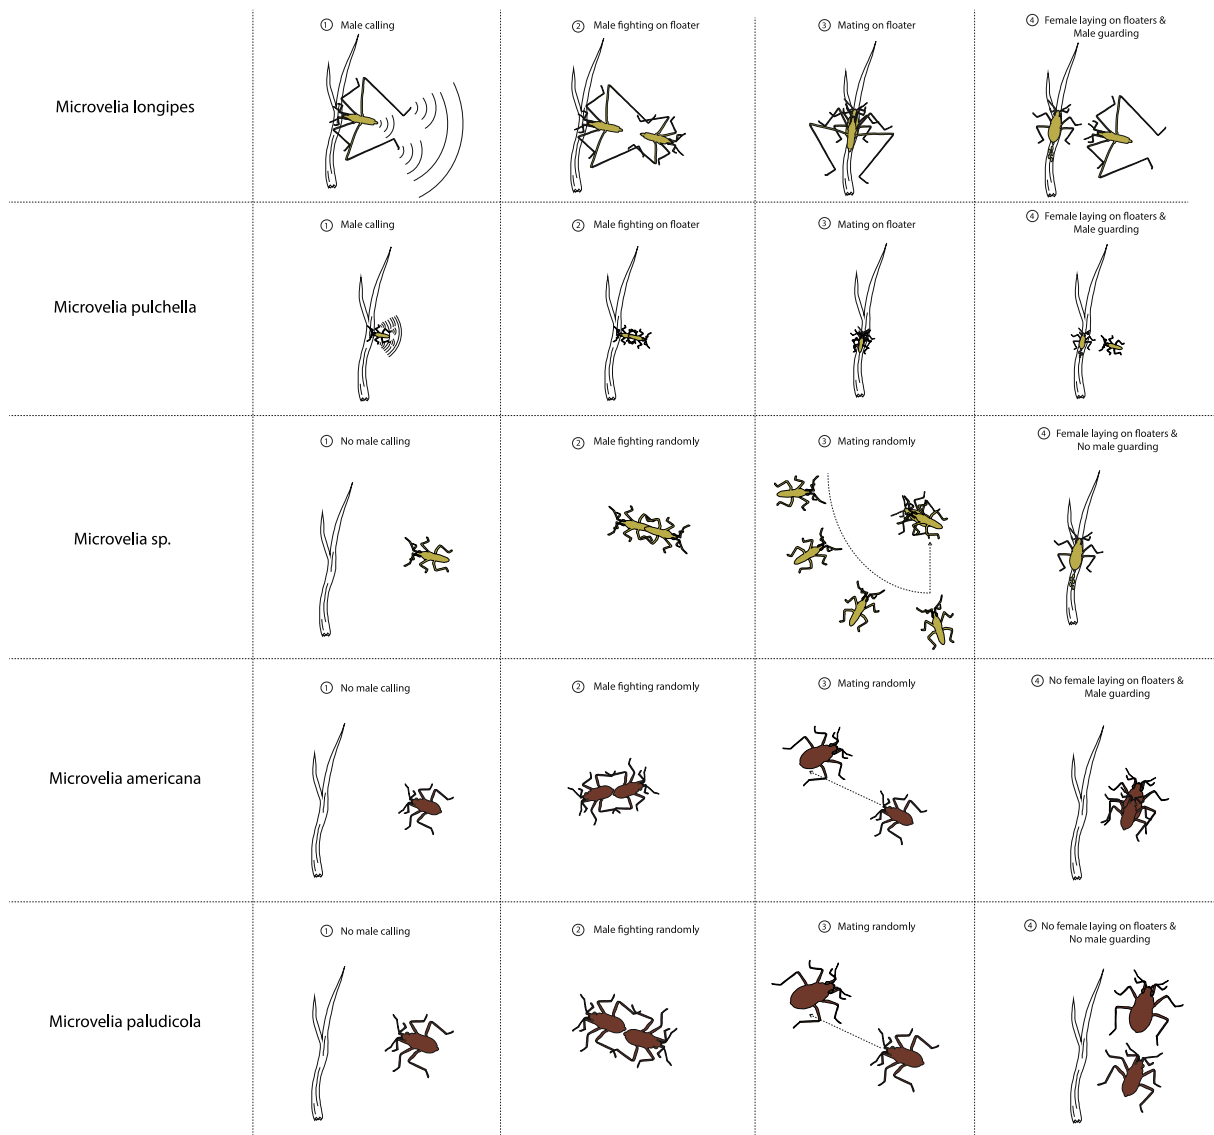 ① Male calling
② Male fighting on floater
③ Mating on floater
④ Female laying on floaters &
Male guarding
Microvelia longipes
① Male calling
② Male fighting on floater
③ Mating on floater
④ Female laying on floaters &
Male guarding
Microvelia pulchella
① No male calling
② Male fighting randomly
③ Mating randomly
④ Female laying on floaters &
No male guarding
Microvelia sp.
① No male calling
② Male fighting randomly
③ Mating randomly
④ No female laying on floaters &
Male guarding
Microvelia americana
① No male calling
② Male fighting randomly
③ Mating randomly
④ No female laying on floaters &
No male guarding
Microvelia paludicola